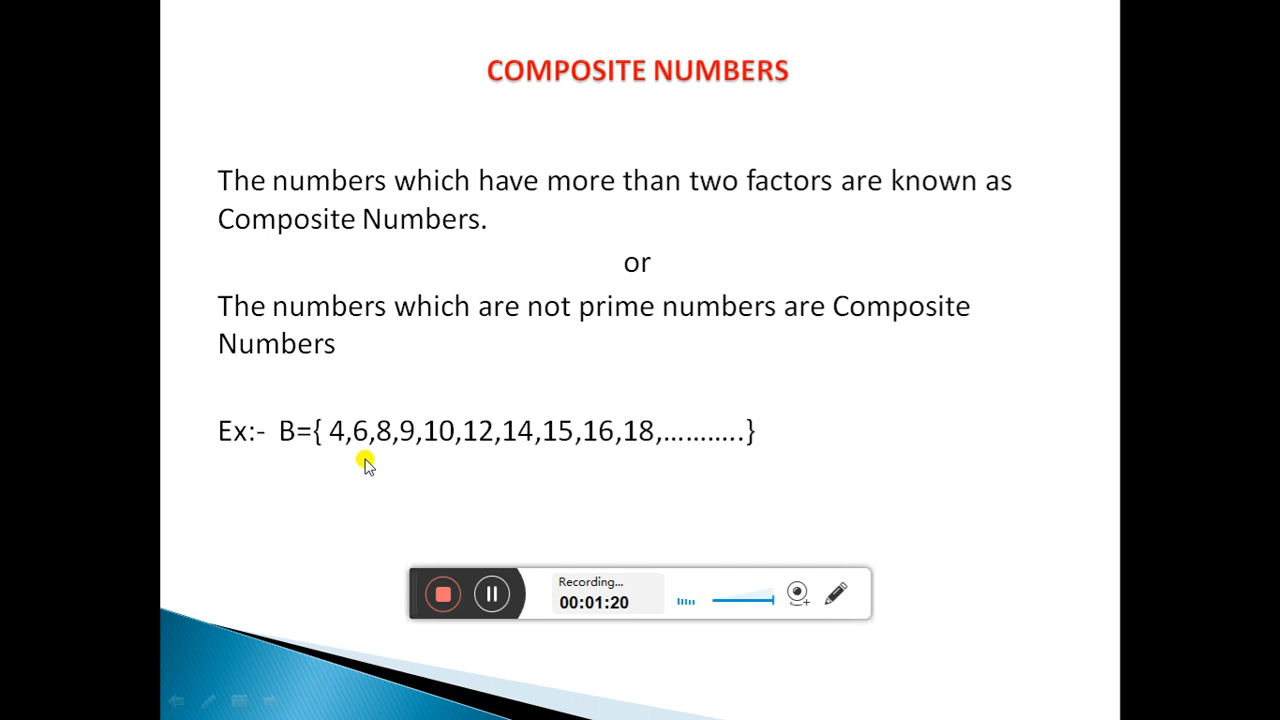 COMPOSITE NUMBERS
The numbers which have more than two factors are known as
Composite Numbers.
or
The numbers which are not prime numbers are Composite
Numbers
Ex:-  B={ 4,6,8,9,10,12,14,15,16,18,...........}
Recording...
00:01:20